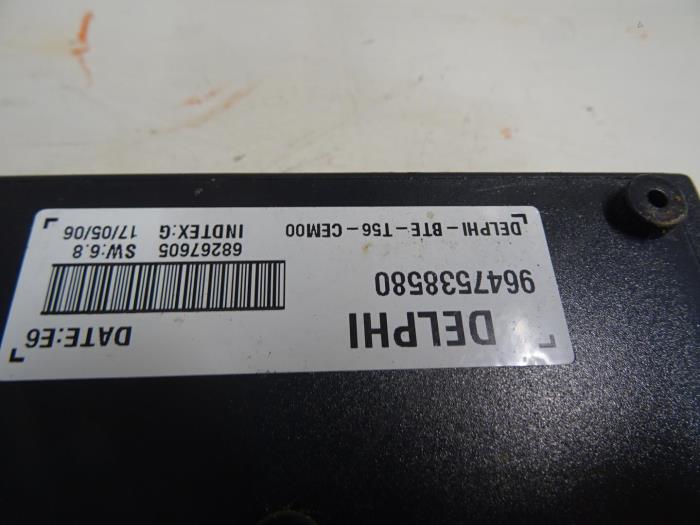 DELPHI
DATE:E6
9647538580
68267605 SW:6.8
DELPHI-BTE-T56-CEM00 INDTEX:G 17/05/06